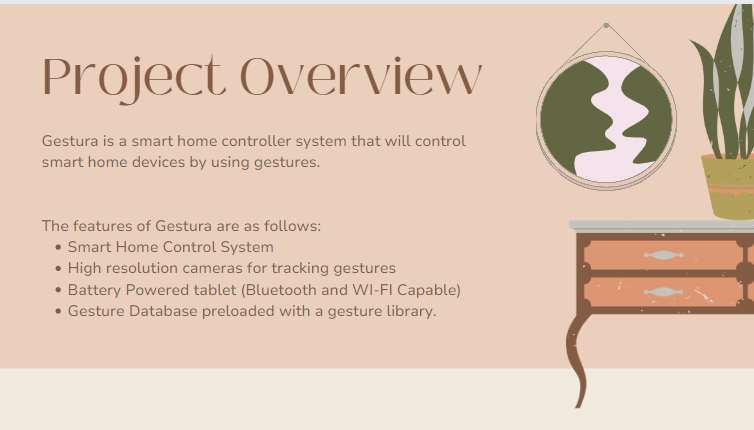 Project Overview
Gestura is a smart home controller system that will control
smart home devices by using gestures.
The features of Gestura are as follows:
• Smart Home Control System
• High resolution cameras for tracking gestures
• Battery Powered tablet (Bluetooth and WI-FI Capable)
• Gesture Database preloaded with a gesture library.